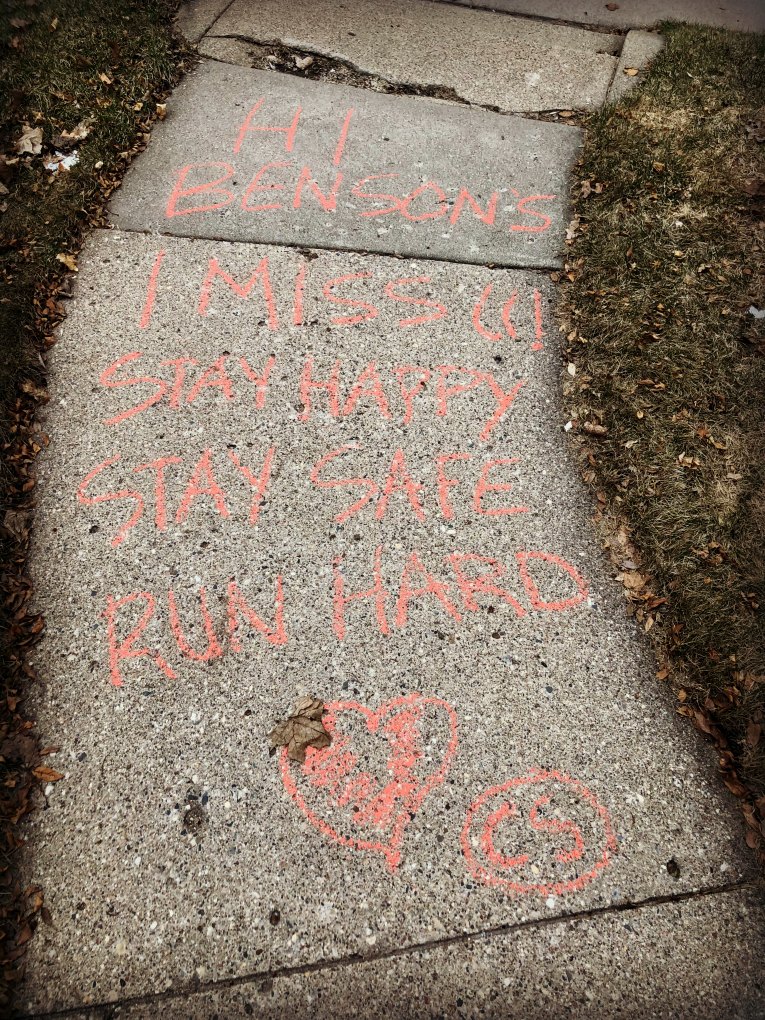 HI
BENSON'S
I MISS (((!
STAY HAPPY
STAY SAFE
RUN HARD
CS